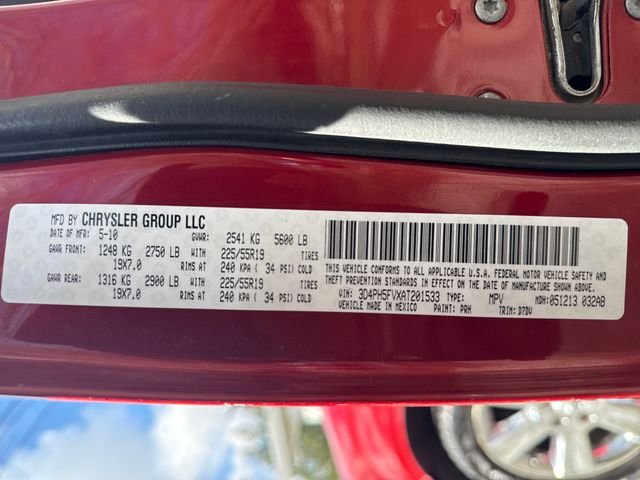 MFD BY CHRYSLER GROUP LLC
DATE OF MFR: 5-10 GVWR: 2541 KG 5600 LB
GAWR FRONT: 1248 KG 2750 LB WITH 225/55R19 TIRES
19X7.0 RIMS AT 240 KPA ( 34 PSI) COLD
GAWR REAR: 1316 KG 2900 LB WITH 225/55R19 TIRES
19X7.0 RIMS AT 240 KPA ( 34 PSI) COLD
THIS VEHICLE CONFORMS TO ALL APPLICABLE U.S.A. FEDERAL MOTOR VEHICLE SAFETY AND
THEFT PREVENTION STANDARDS IN EFFECT ON THE DATE OF MANUFACTURE SHOWN ABOVE.
VIN: 3D4PH5FVXAT201533 TYPE: MPV MDH: 051213 032AB
VEHICLE MADE IN MEXICO PAINT: PRH TRIM: D7DV